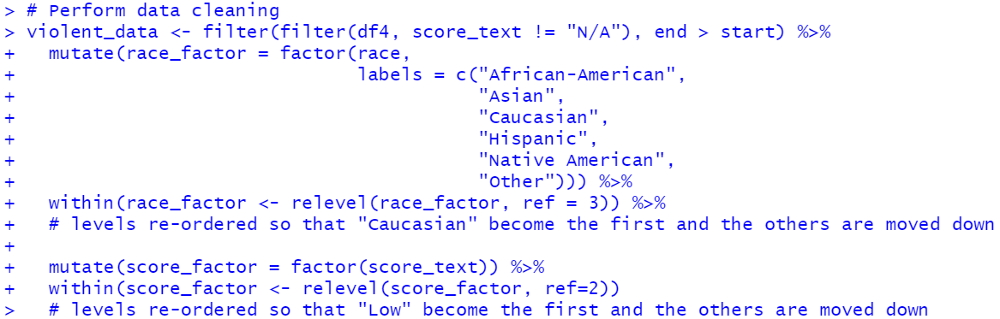 > # Perform data cleaning
> violent_data <- filter(filter(df4, score_text != "N/A"), end > start) %>%
+   mutate(race_factor = factor(race,
+                               labels = c("African-American",
+                                          "Asian",
+                                          "Caucasian",
+                                          "Hispanic",
+                                          "Native American",
+                                          "Other"))) %>%
+   within(race_factor <- relevel(race_factor, ref = 3)) %>%
+   # levels re-ordered so that "Caucasian" become the first and the others are moved down
+
+   mutate(score_factor = factor(score_text)) %>%
+   within(score_factor <- relevel(score_factor, ref=2))
>   # levels re-ordered so that "Low" become the first and the others are moved down